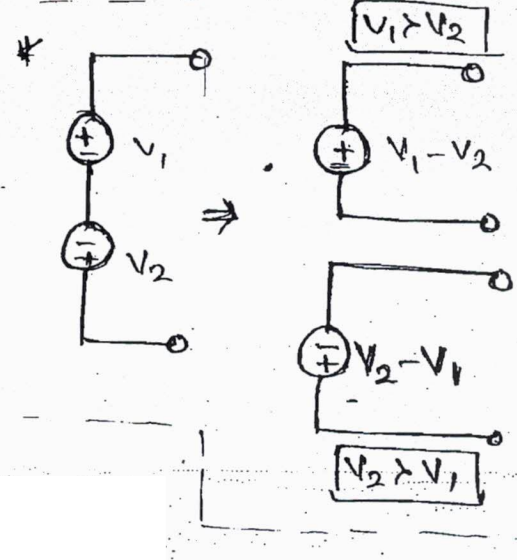 *
V₁ > V₂
+
−
V₁
+
−
V₁ − V₂
⇒
−
+
V₂
−
+
V₂ − V₁
V₂ > V₁